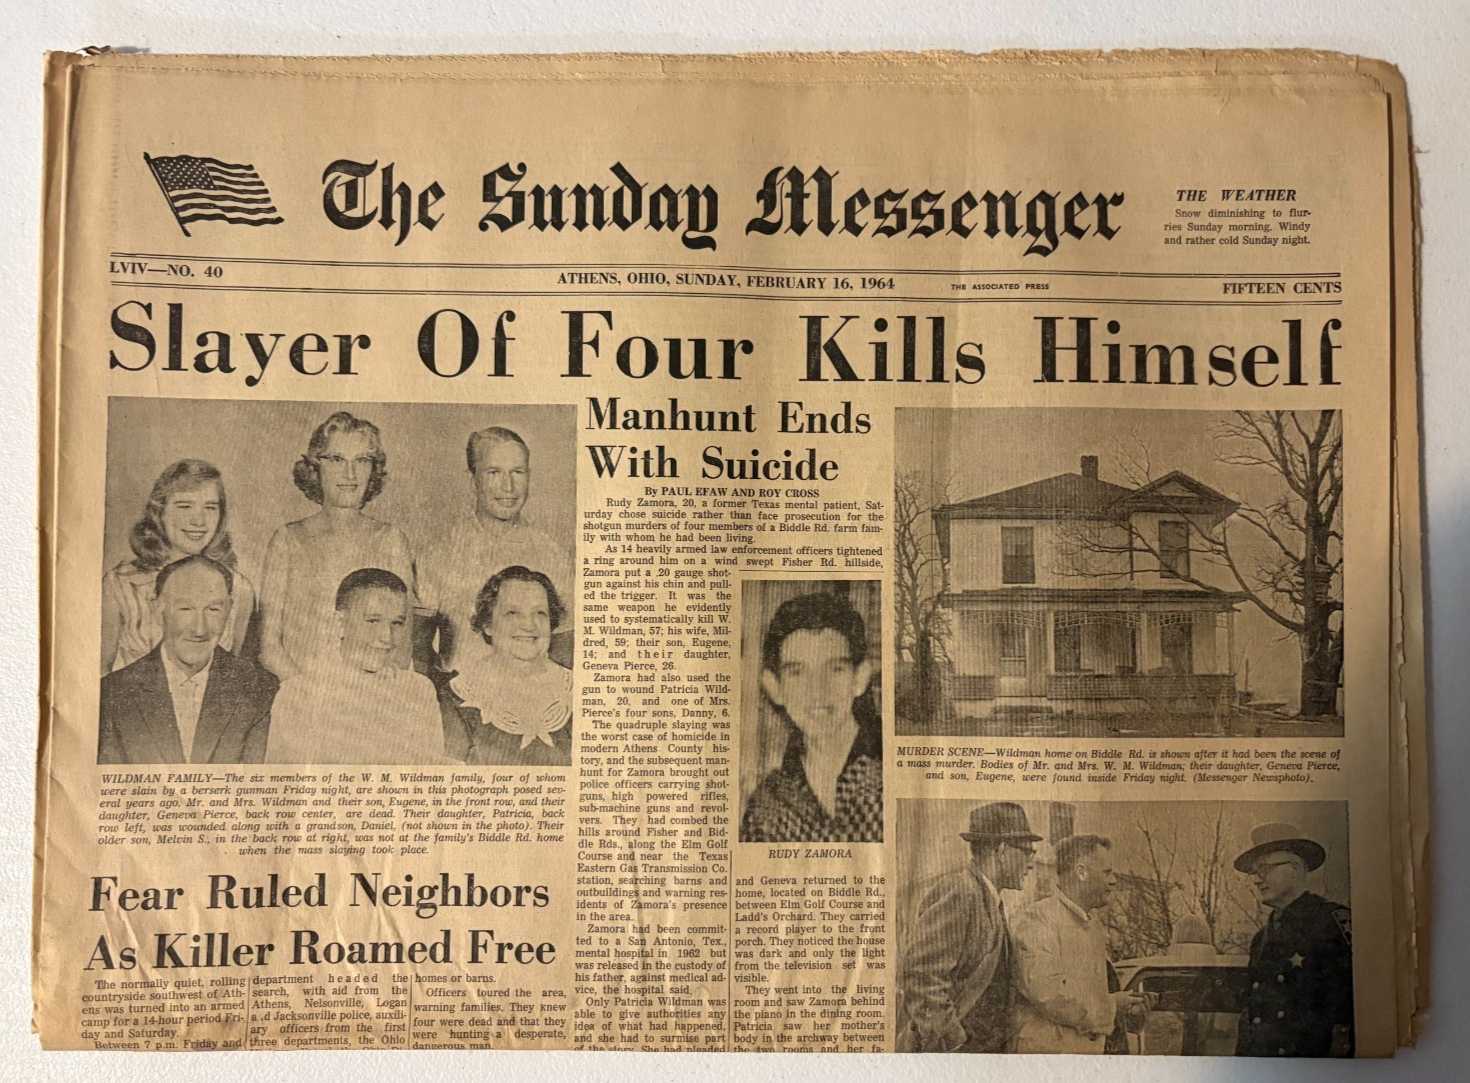 The Sunday Messenger
THE WEATHER
Snow diminishing to flur-
ries Sunday morning. Windy
and rather cold Sunday night.
LVIV—NO. 40
ATHENS, OHIO, SUNDAY, FEBRUARY 16, 1964
THE ASSOCIATED PRESS
FIFTEEN CENTS
Slayer Of Four Kills Himself
WILDMAN FAMILY—The six members of the W. M. Wildman family, four of whom
were slain by a berserk gunman Friday night, are shown in this photograph posed sev-
eral years ago. Mr. and Mrs. Wildman and their son, Eugene, in the front row, and their
daughter, Geneva Pierce, back row center, are dead. Their daughter, Patricia, back
row left, was wounded along with a grandson, Daniel, (not shown in the photo). Their
older son, Melvin S., in the back row at right, was not at the family's Biddle Rd. home
when the mass slaying took place.
Fear Ruled Neighbors
As Killer Roamed Free
The normally quiet, rolling
countryside southwest of Ath-
ens was turned into an armed
camp for a 14-hour period Fri-
day and Saturday.
Between 7 p.m. Friday and
department headed the
search, with aid from the
Athens, Nelsonville, Logan
a.d Jacksonville police, auxili-
ary officers from the first
three departments, the Ohio
homes or barns.
Officers toured the area,
warning families. They knew
four were dead and that they
were hunting a desperate,
dangerous man.
Manhunt Ends
With Suicide
By PAUL EFAW AND ROY CROSS
Rudy Zamora, 20, a former Texas mental patient, Sat-
urday chose suicide rather than face prosecution for the
shotgun murders of four members of a Biddle Rd. farm fam-
ily with whom he had been living.
As 14 heavily armed law enforcement officers tightened
a ring around him on a wind swept Fisher Rd. hillside,
Zamora put a .20 gauge shot-
gun against his chin and pull-
ed the trigger. It was the
same weapon he evidently
used to systematically kill W.
M. Wildman, 57; his wife, Mil-
dred, 59; their son, Eugene,
14; and their daughter,
Geneva Pierce, 26.
Zamora had also used the
gun to wound Patricia Wild-
man, 20, and one of Mrs.
Pierce's four sons, Danny, 6.
The quadruple slaying was
the worst case of homicide in
modern Athens County his-
tory, and the subsequent man-
hunt for Zamora brought out
police officers carrying shot-
guns, high powered rifles,
sub-machine guns and revol-
vers. They had combed the
hills around Fisher and Bid-
dle Rds., along the Elm Golf
Course and near the Texas
Eastern Gas Transmission Co.
station, searching barns and
outbuildings and warning res-
idents of Zamora's presence
in the area.
Zamora had been commit-
ted to a San Antonio, Tex.,
mental hospital in 1962 but
was released in the custody of
his father, against medical ad-
vice, the hospital said.
Only Patricia Wildman was
able to give authorities any
idea of what had happened,
and she had to surmise part
of the story. She had pleaded
RUDY ZAMORA
and Geneva returned to the
home, located on Biddle Rd.,
between Elm Golf Course and
Ladd's Orchard. They carried
a record player to the front
porch. They noticed the house
was dark and only the light
from the television set was
visible.
They went into the living
room and saw Zamora behind
the piano in the dining room.
Patricia saw her mother's
body in the archway between
the two rooms and her fa-
MURDER SCENE—Wildman home on Biddle Rd. is shown after it had been the scene of
a mass murder. Bodies of Mr. and Mrs. W. M. Wildman; their daughter, Geneva Pierce,
and son, Eugene, were found inside Friday night. (Messenger Newsphoto).